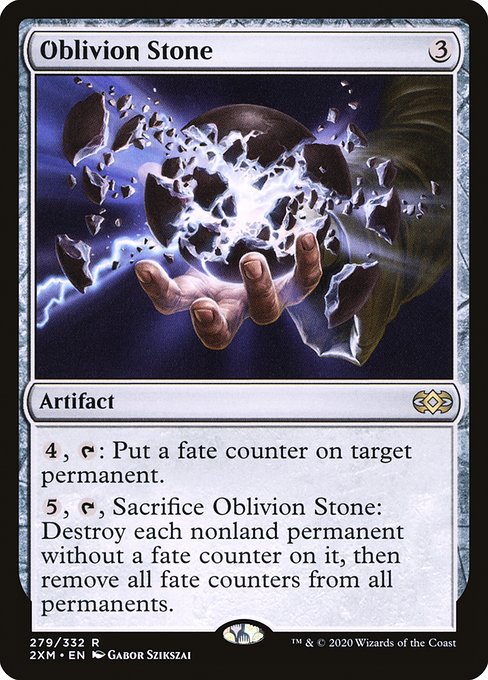 Oblivion Stone 3
Artifact
4, T: Put a fate counter on target
permanent.
5, T, Sacrifice Oblivion Stone:
Destroy each nonland permanent
without a fate counter on it, then
remove all fate counters from all
permanents.
279/332 R
2XM • EN Gabor Szikszai
™ & © 2020 Wizards of the Coast